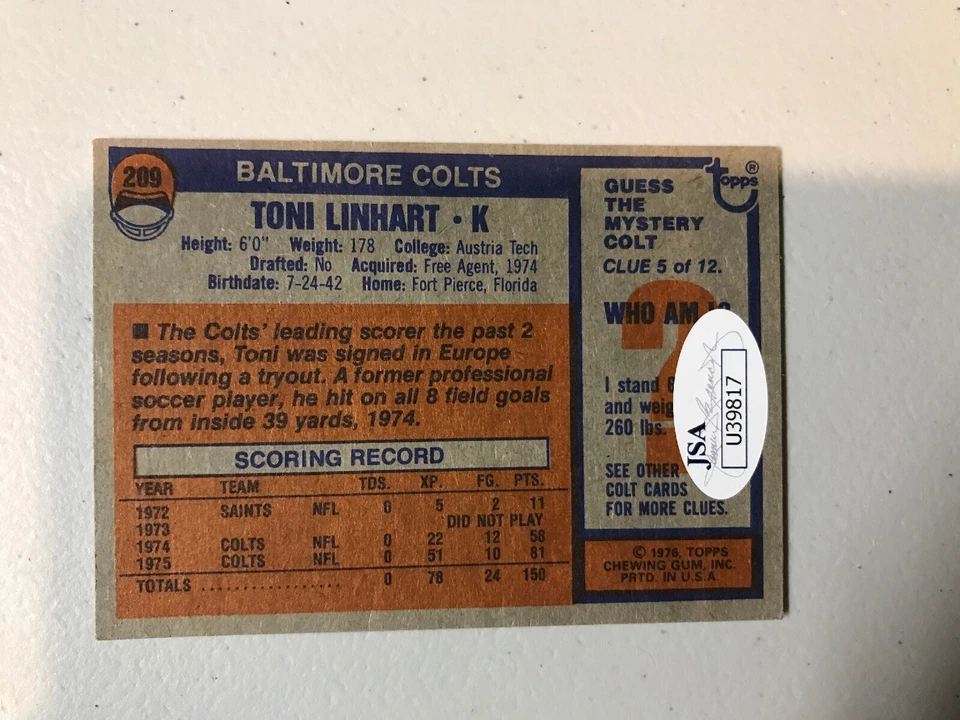 209
BALTIMORE COLTS
TONI LINHART • K
Height: 6'0" Weight: 178 College: Austria Tech
Drafted: No Acquired: Free Agent, 1974
Birthdate: 7-24-42 Home: Fort Pierce, Florida
■ The Colts' leading scorer the past 2
seasons, Toni was signed in Europe
following a tryout. A former professional
soccer player, he hit on all 8 field goals
from inside 39 yards, 1974.
SCORING RECORD
YEAR TEAM TDS. XP. FG. PTS.
1972 SAINTS NFL 0 5 2 11
1973 DID NOT PLAY
1974 COLTS NFL 0 22 12 58
1975 COLTS NFL 0 51 10 81
TOTALS .................. 0 78 24 150
topps®
GUESS
THE
MYSTERY
COLT
CLUE 5 of 12.
?
WHO AM I?
I stand 6
and weig
260 lbs.
SEE OTHER
COLT CARDS
FOR MORE CLUES.
JSA
U39817
© 1976, TOPPS
CHEWING GUM, INC.
PRTD. IN U.S.A